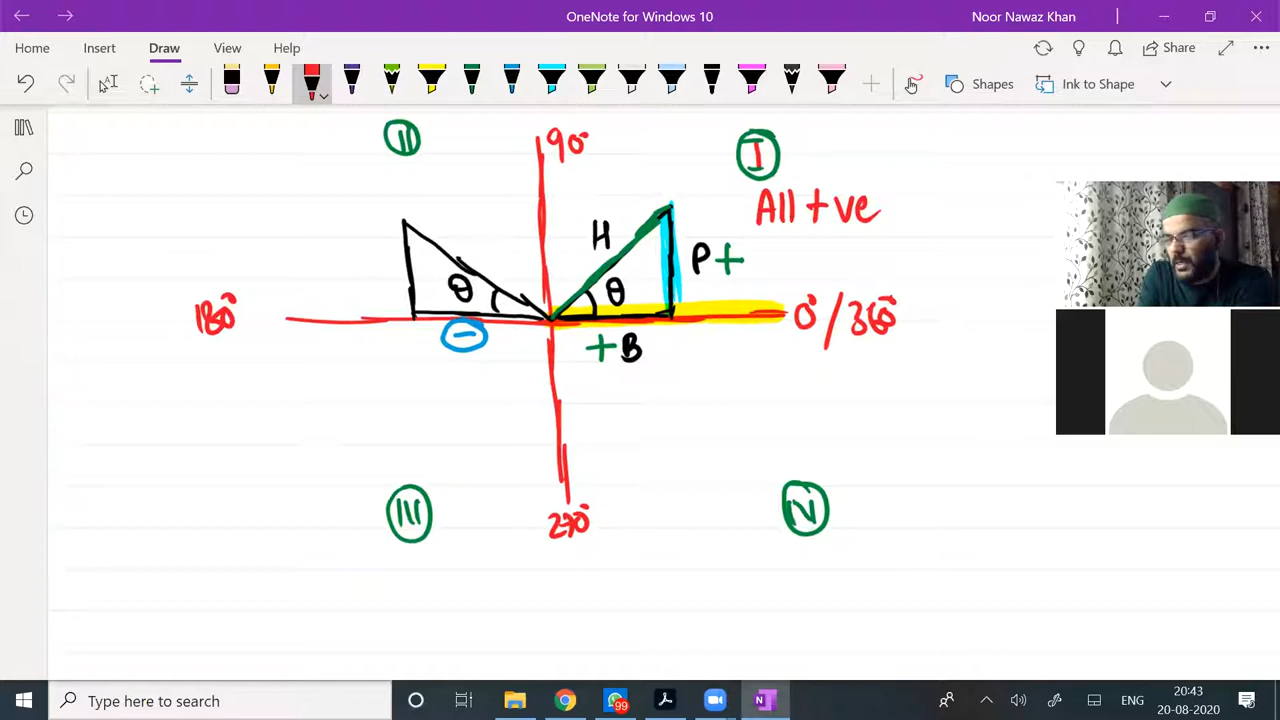 OneNote for Windows 10
Noor Nawaz Khan
Home Insert Draw View Help
Share
Shapes
Ink to Shape
II
90°
I
All +ve
H
P+
θ
θ
180°
0°/360°
−
+B
III
270°
IV
Type here to search
99
ENG
20:43
20-08-2020